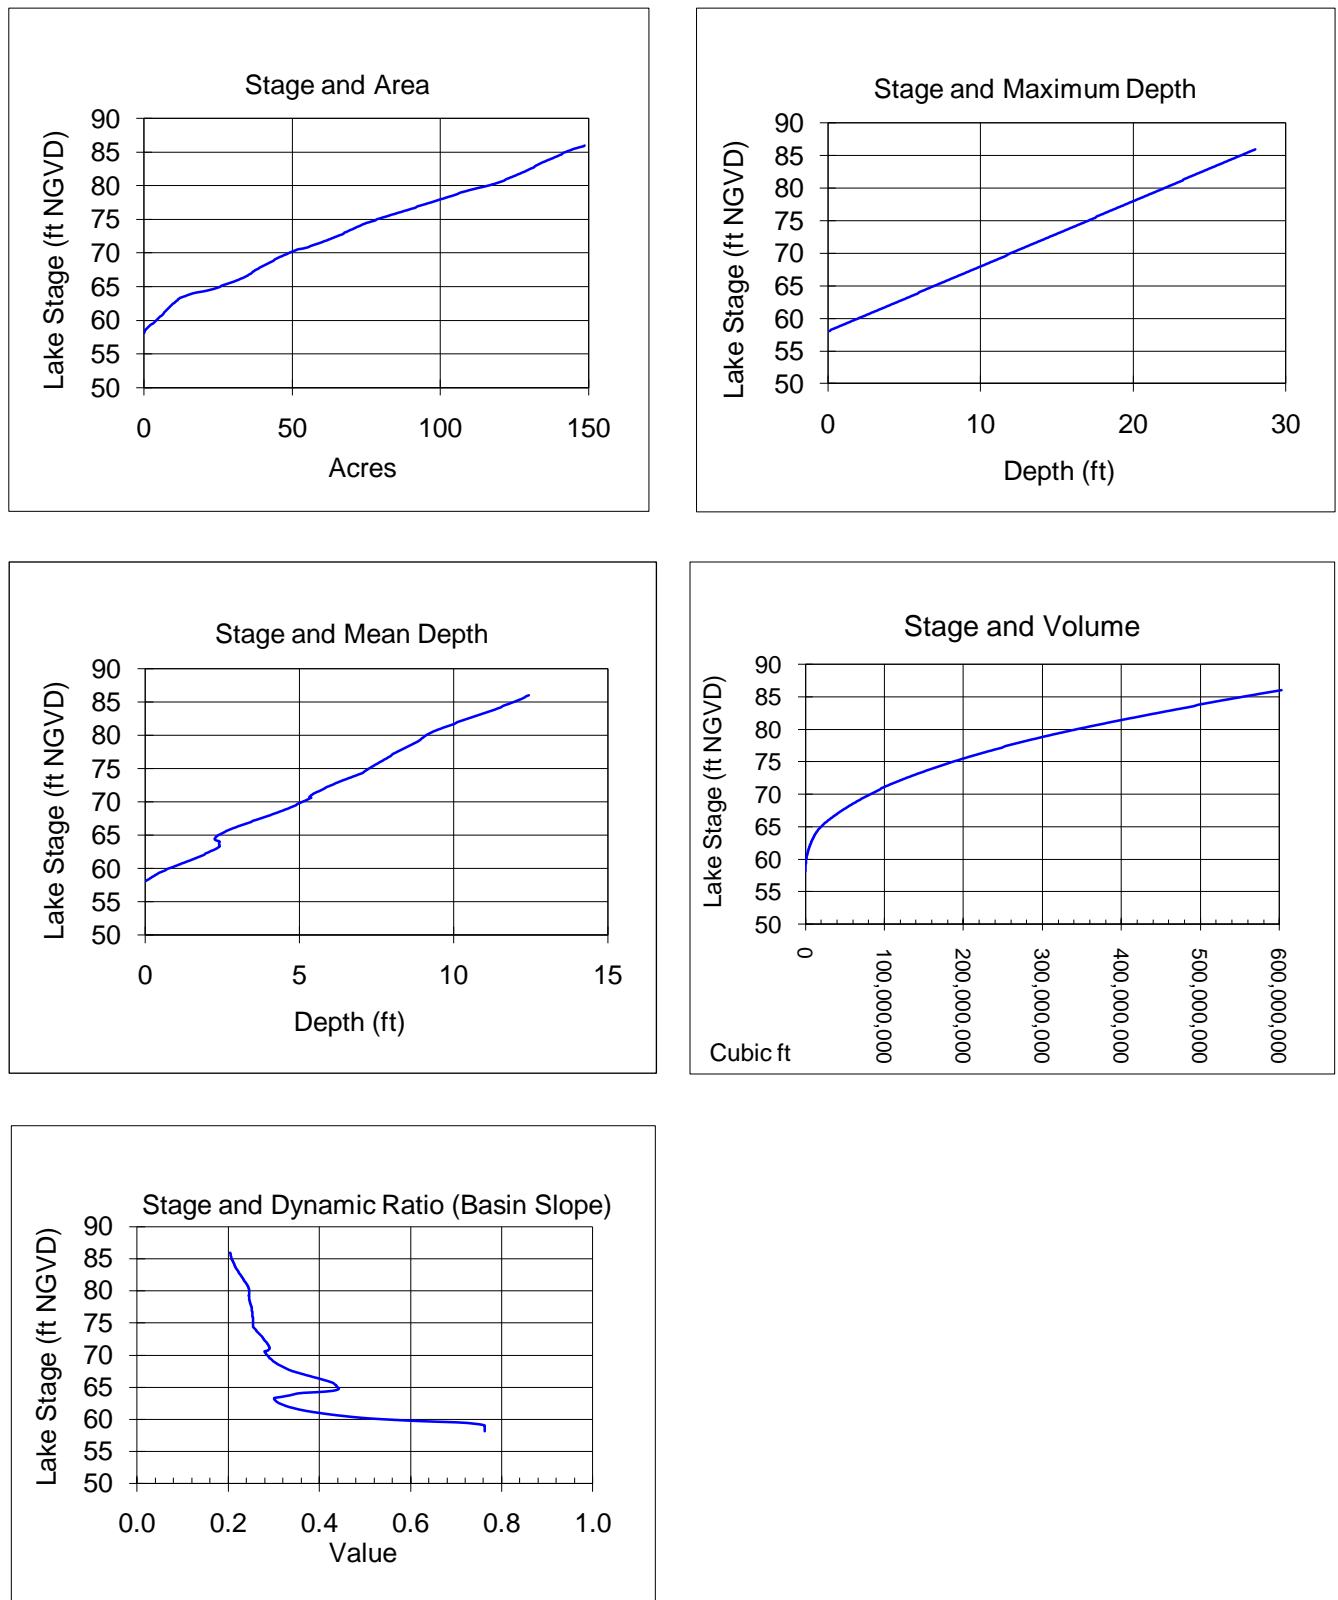 Stage and Area
Lake Stage (ft NGVD)
90
85
80
75
70
65
60
55
50
0 50 100 150
Acres
Stage and Maximum Depth
Lake Stage (ft NGVD)
90
85
80
75
70
65
60
55
50
0 10 20 30
Depth (ft)
Stage and Mean Depth
Lake Stage (ft NGVD)
90
85
80
75
70
65
60
55
50
0 5 10 15
Depth (ft)
Stage and Volume
Lake Stage (ft NGVD)
90
85
80
75
70
65
60
55
50
0
100,000,000
200,000,000
300,000,000
400,000,000
500,000,000
600,000,000
Cubic ft
Stage and Dynamic Ratio (Basin Slope)
Lake Stage (ft NGVD)
90
85
80
75
70
65
60
55
50
0.0 0.2 0.4 0.6 0.8 1.0
Value